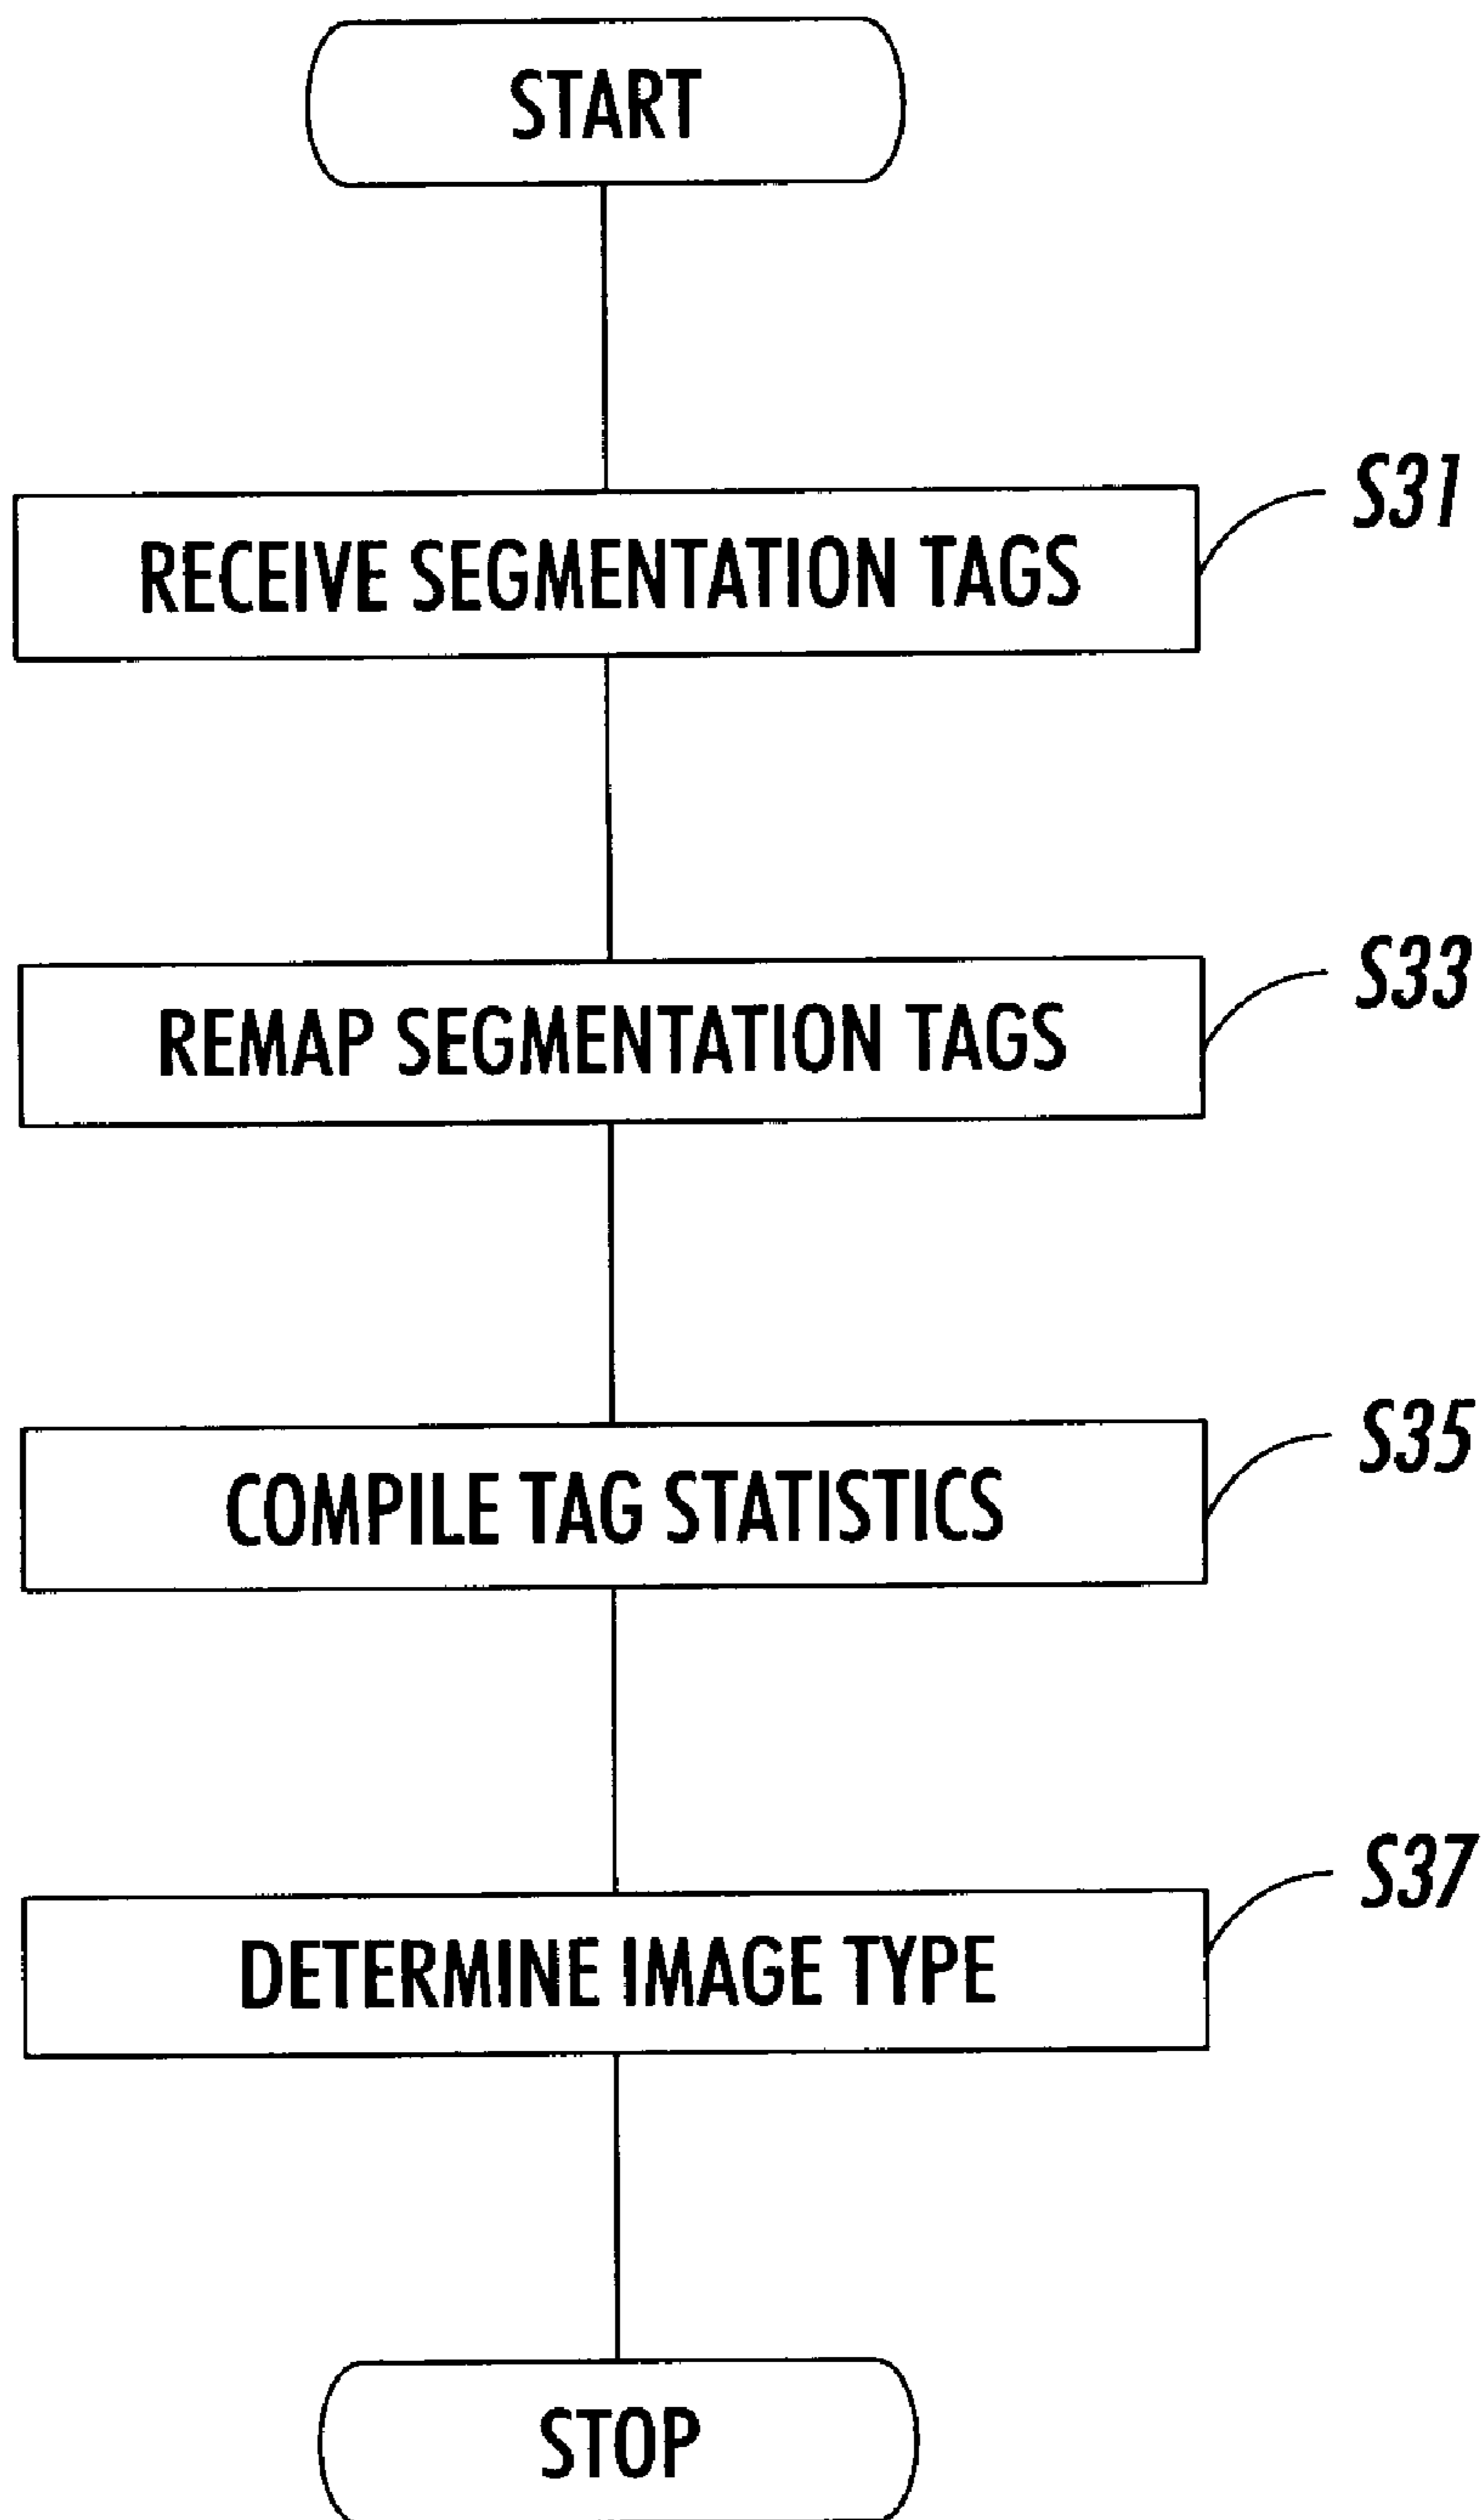 START
S31
RECEIVE SEGMENTATION TAGS
S33
REMAP SEGMENTATION TAGS
S35
COMPILE TAG STATISTICS
S37
DETERMINE IMAGE TYPE
STOP